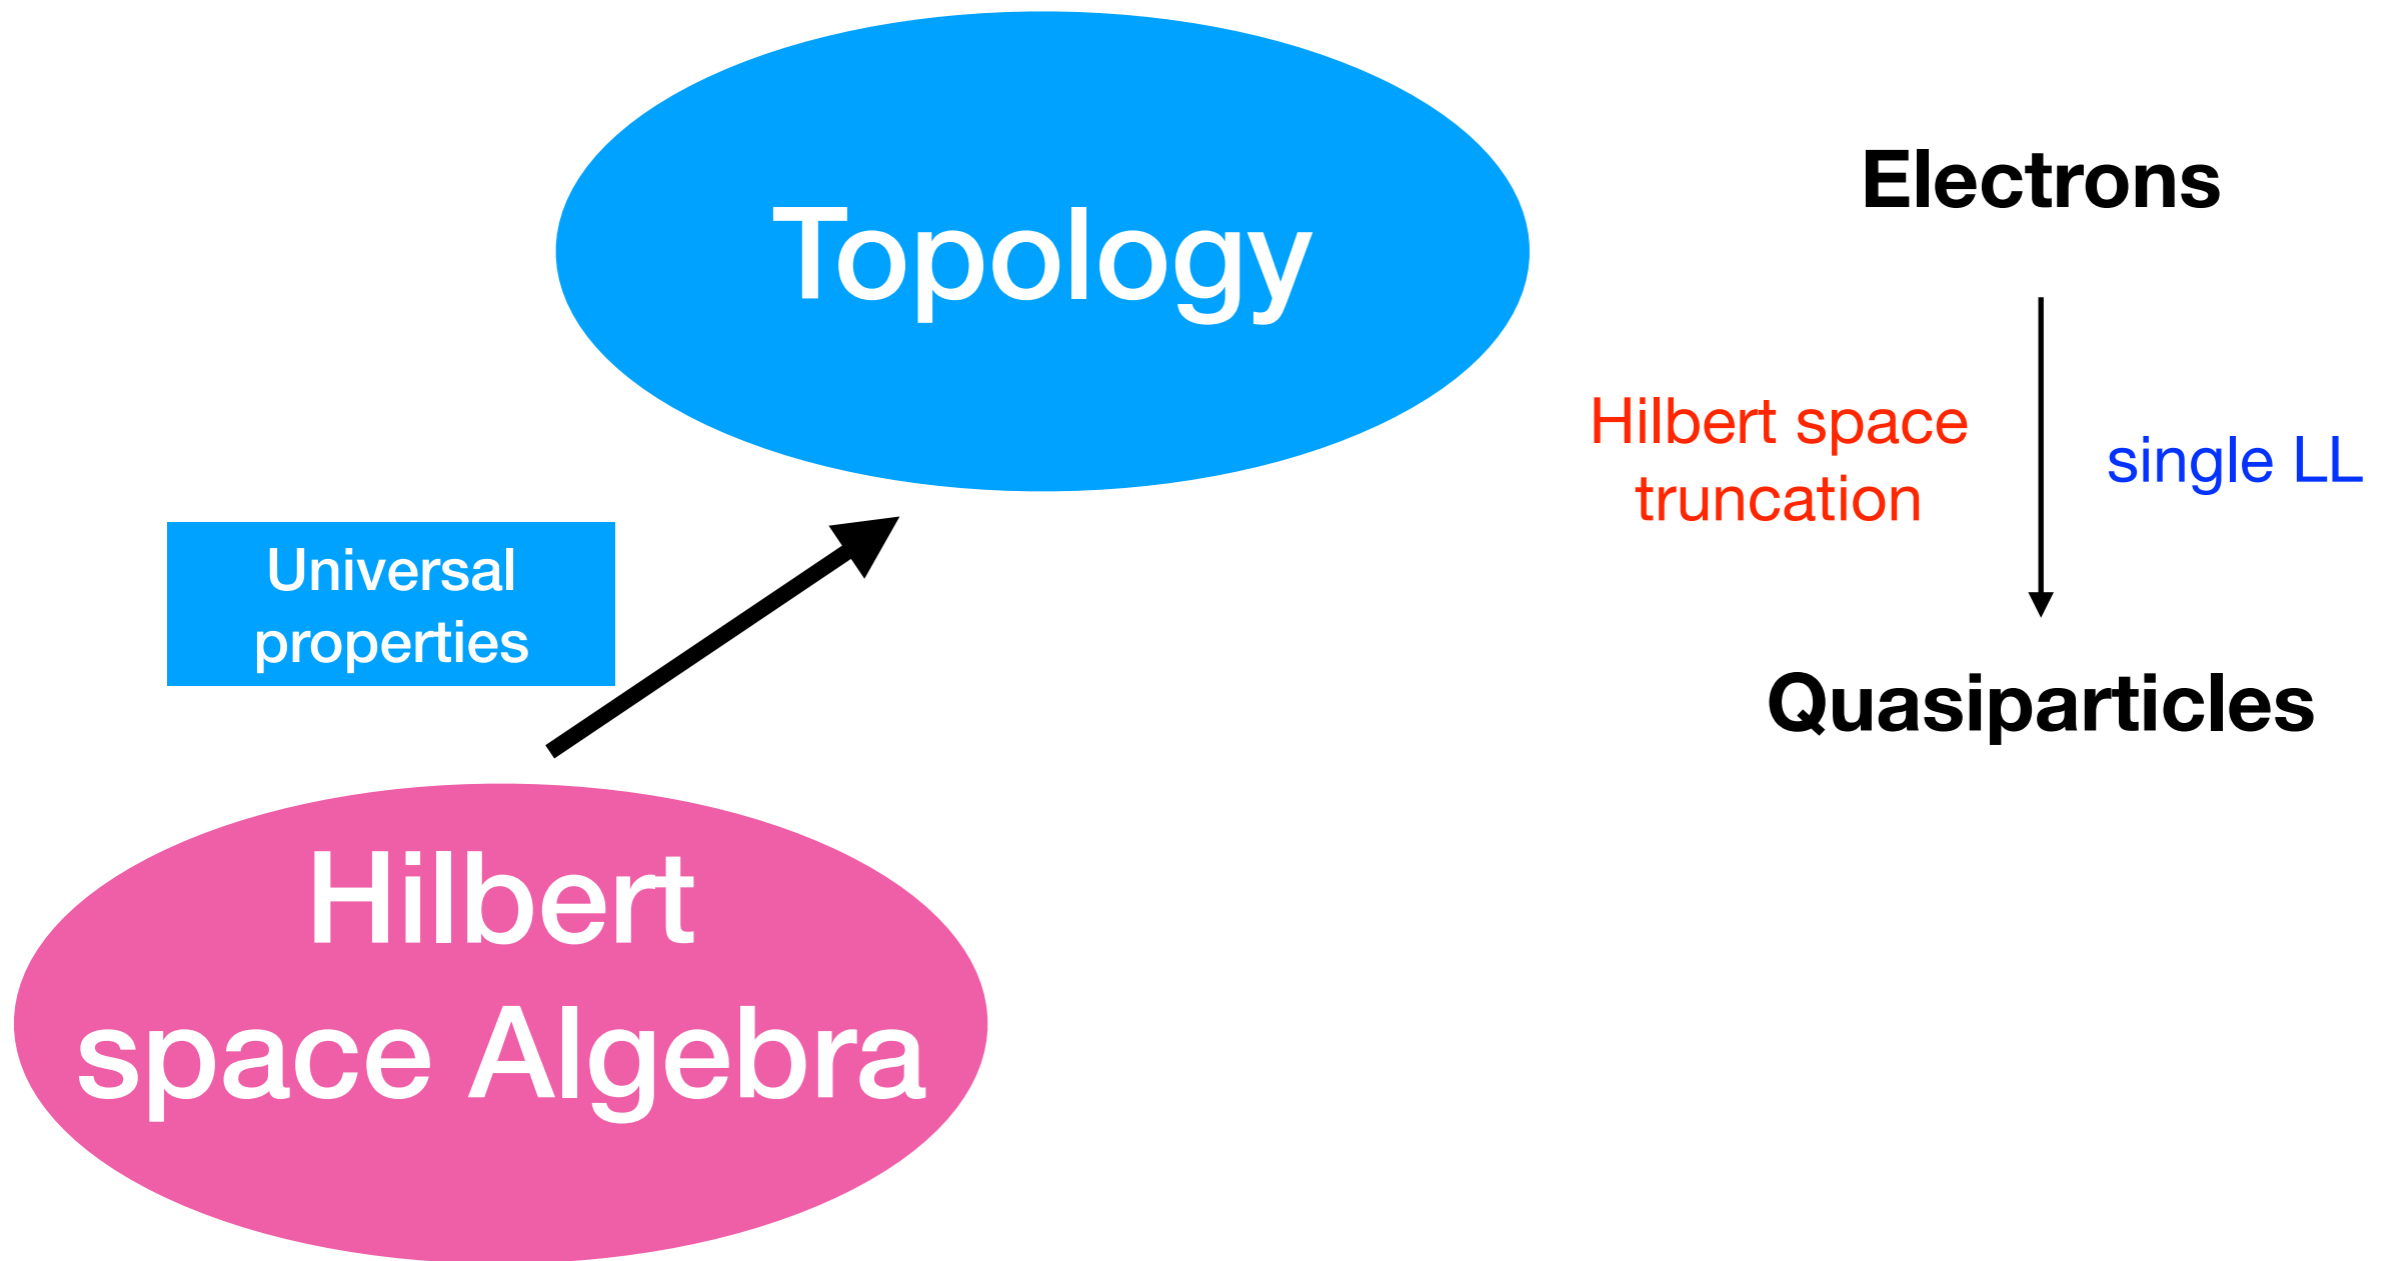 Topology
Universal
properties
Hilbert
space Algebra
Electrons
Hilbert space
truncation
single LL
Quasiparticles